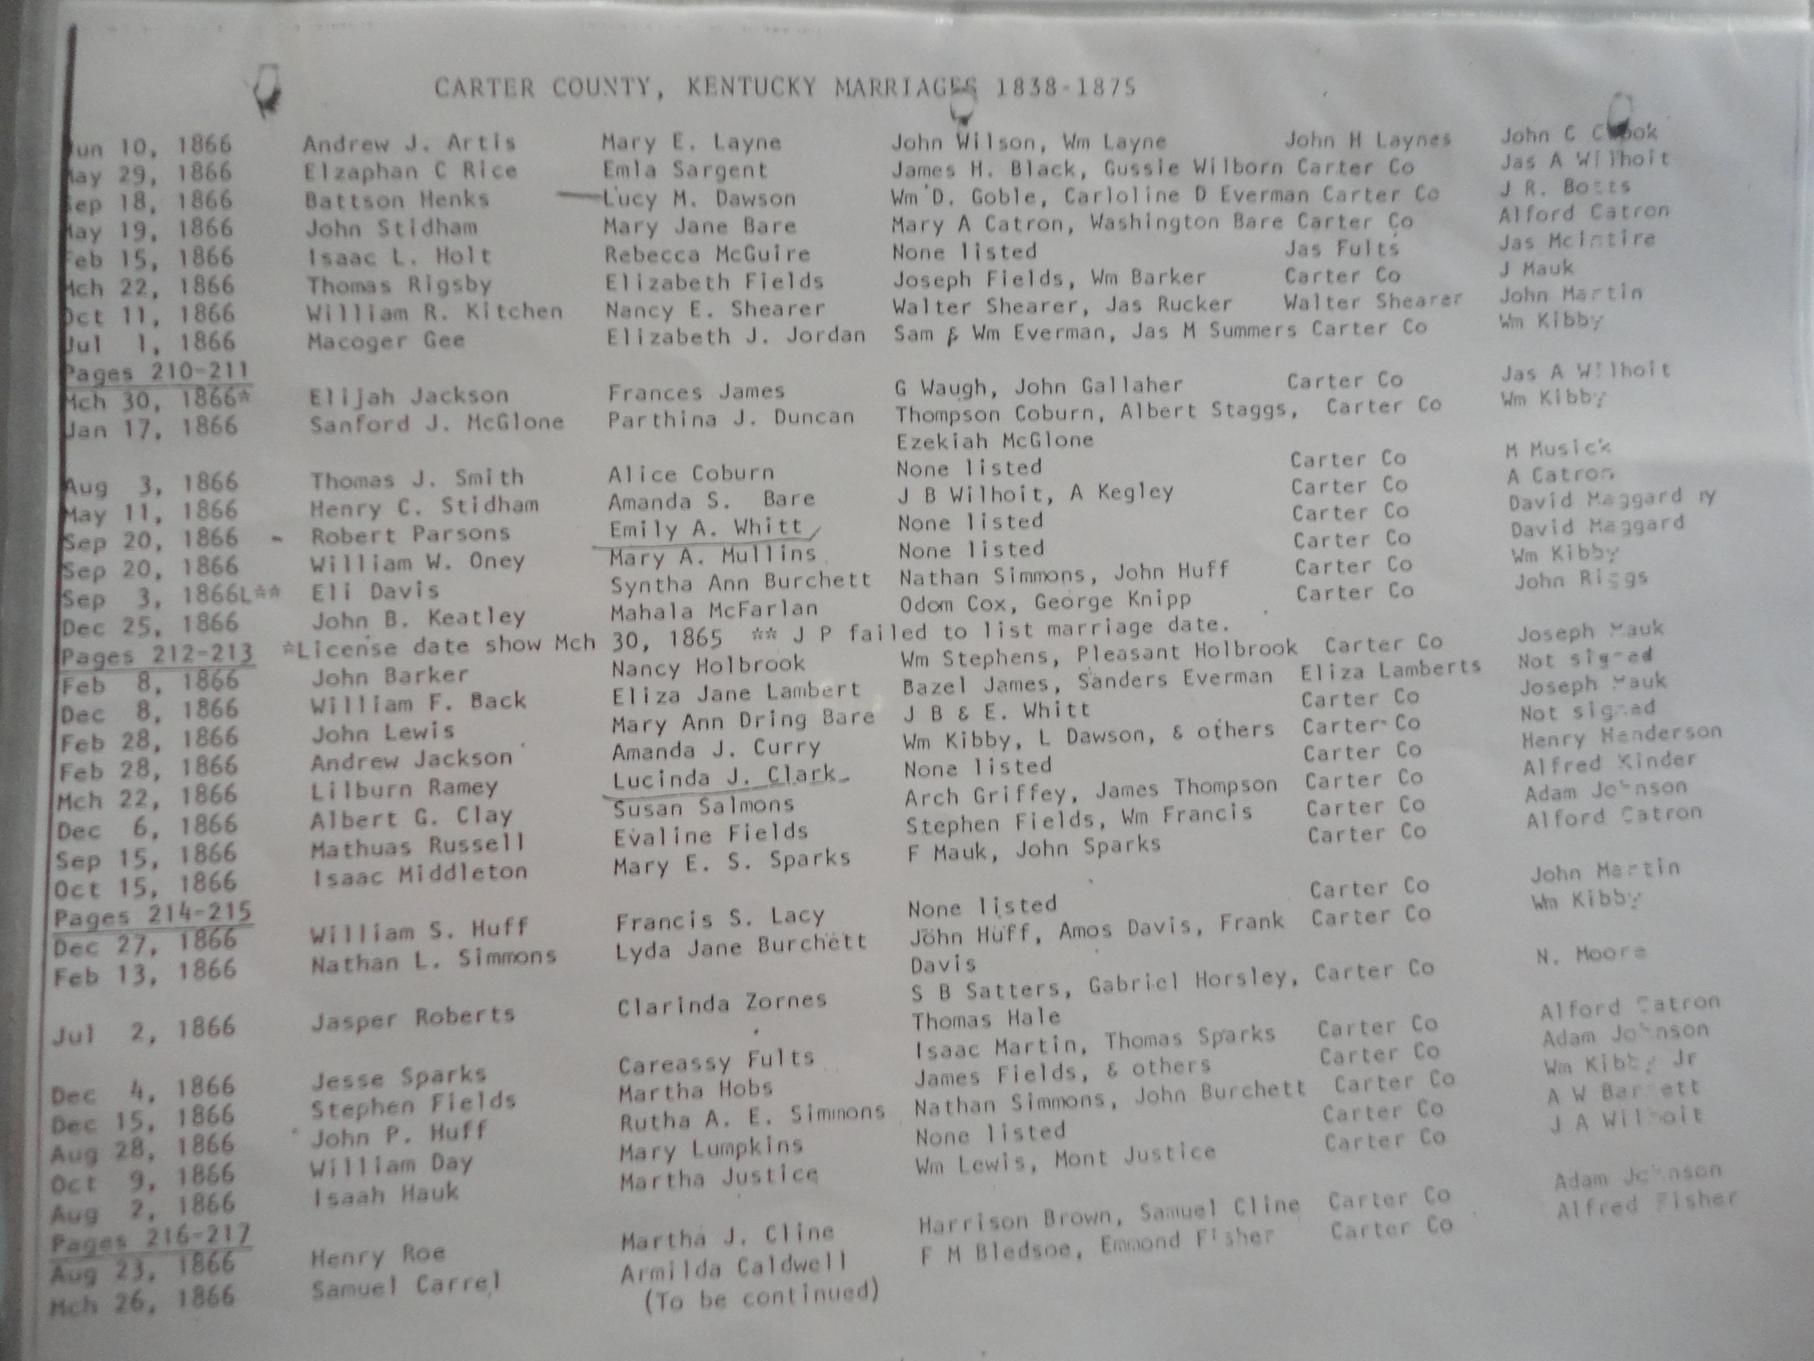 CARTER COUNTY, KENTUCKY MARRIAGES 1838-1875
Jun 10, 1866 Andrew J. Artis Mary E. Layne John Wilson, Wm Layne John H Laynes John C Crook
May 29, 1866 Elzaphan C Rice Emla Sargent James H. Black, Gussie Wilborn Carter Co Jas A Wilhoit
Sep 18, 1866 Battson Henks Lucy M. Dawson Wm D. Goble, Carloline D Everman Carter Co J R. Botts
May 19, 1866 John Stidham Mary Jane Bare Mary A Catron, Washington Bare Carter Co Alford Catron
Feb 15, 1866 Isaac L. Holt Rebecca McGuire None listed Jas Fults Jas McIntire
Mch 22, 1866 Thomas Rigsby Elizabeth Fields Joseph Fields, Wm Barker Carter Co J Mauk
Oct 11, 1866 William R. Kitchen Nancy E. Shearer Walter Shearer, Jas Rucker Walter Shearer John Martin
Jul 1, 1866 Macoger Gee Elizabeth J. Jordan Sam & Wm Everman, Jas M Summers Carter Co Wm Kibby
Pages 210-211
Mch 30, 1866* Elijah Jackson Frances James G Waugh, John Gallaher Carter Co Jas A Wilhoit
Jan 17, 1866 Sanford J. McGlone Parthina J. Duncan Thompson Coburn, Albert Staggs, Carter Co Wm Kibby
Ezekiah McGlone
Aug 3, 1866 Thomas J. Smith Alice Coburn None listed Carter Co M Musick
May 11, 1866 Henry C. Stidham Amanda S. Bare J B Wilhoit, A Kegley Carter Co A Catron
Sep 20, 1866 - Robert Parsons Emily A. Whitt None listed Carter Co David Maggard ry
Sep 20, 1866 William W. Oney Mary A. Mullins None listed Carter Co David Maggard
Sep 3, 1866L** Eli Davis Syntha Ann Burchett Nathan Simmons, John Huff Carter Co Wm Kibby
Dec 25, 1866 John B. Keatley Mahala McFarlan Odom Cox, George Knipp Carter Co John Riggs
Pages 212-213 *License date show Mch 30, 1865 ** J P failed to list marriage date.
Feb 8, 1866 John Barker Nancy Holbrook Wm Stephens, Pleasant Holbrook Carter Co Joseph Mauk
Dec 8, 1866 William F. Back Eliza Jane Lambert Bazel James, Sanders Everman Eliza Lamberts Not signed
Feb 28, 1866 John Lewis Mary Ann Dring Bare J B & E. Whitt Carter Co Joseph Mauk
Feb 28, 1866 Andrew Jackson Amanda J. Curry Wm Kibby, L Dawson, & others Carter Co Not signed
Mch 22, 1866 Lilburn Ramey Lucinda J. Clark None listed Carter Co Henry Henderson
Dec 6, 1866 Albert G. Clay Susan Salmons Arch Griffey, James Thompson Carter Co Alfred Kinder
Sep 15, 1866 Mathuas Russell Evaline Fields Stephen Fields, Wm Francis Carter Co Adam Johnson
Oct 15, 1866 Isaac Middleton Mary E. S. Sparks F Mauk, John Sparks Carter Co Alford Catron
Pages 214-215
Dec 27, 1866 William S. Huff Francis S. Lacy None listed Carter Co John Martin
Feb 13, 1866 Nathan L. Simmons Lyda Jane Burchett John Huff, Amos Davis, Frank Carter Co Wm Kibby
Davis
Jul 2, 1866 Jasper Roberts Clarinda Zornes S B Satters, Gabriel Horsley, Carter Co N. Moore
Thomas Hale
Dec 4, 1866 Jesse Sparks Careassy Fults Isaac Martin, Thomas Sparks Carter Co Alford Catron
Dec 15, 1866 Stephen Fields Martha Hobs James Fields, & others Carter Co Adam Johnson
Aug 28, 1866 John P. Huff Rutha A. E. Simmons Nathan Simmons, John Burchett Carter Co Wm Kibby Jr
Oct 9, 1866 William Day Mary Lumpkins None listed Carter Co A W Barrett
Aug 2, 1866 Isaah Hauk Martha Justice Wm Lewis, Mont Justice Carter Co J A Wilhoit
Pages 216-217
Aug 23, 1866 Henry Roe Martha J. Cline Harrison Brown, Samuel Cline Carter Co Adam Johnson
Mch 26, 1866 Samuel Carrel Armilda Caldwell F M Bledsoe, Emmond Fisher Carter Co Alfred Fisher
(To be continued)